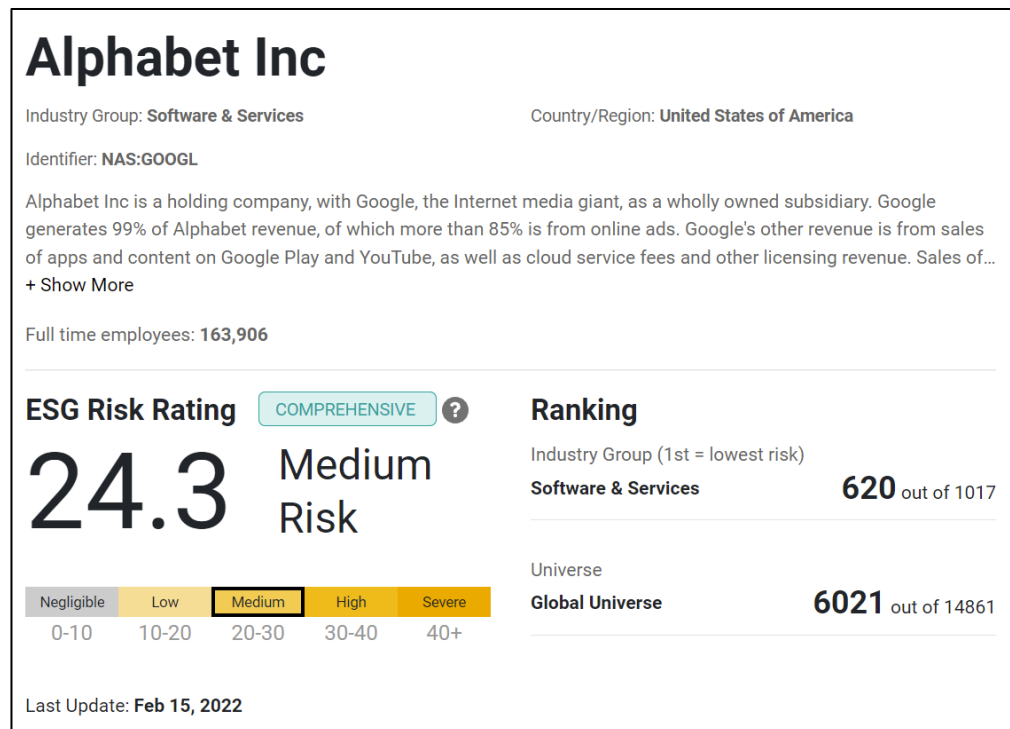 Alphabet Inc
Industry Group: Software & Services
Country/Region: United States of America
Identifier: NAS:GOOGL
Alphabet Inc is a holding company, with Google, the Internet media giant, as a wholly owned subsidiary. Google
generates 99% of Alphabet revenue, of which more than 85% is from online ads. Google's other revenue is from sales
of apps and content on Google Play and YouTube, as well as cloud service fees and other licensing revenue. Sales of…
+ Show More
Full time employees: 163,906
ESG Risk Rating
COMPREHENSIVE
?
24.3
Medium
Risk
Negligible Low Medium High Severe
0-10 10-20 20-30 30-40 40+
Last Update: Feb 15, 2022
Ranking
Industry Group (1st = lowest risk)
Software & Services 620 out of 1017
Universe
Global Universe 6021 out of 14861